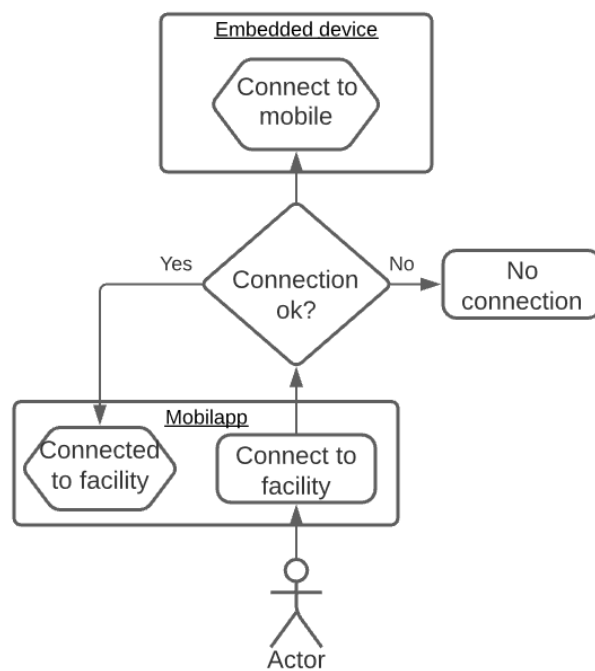 Embedded device
Connect to
mobile
Yes
Connection
ok?
No
No
connection
Mobilapp
Connected
to facility
Connect to
facility
Actor